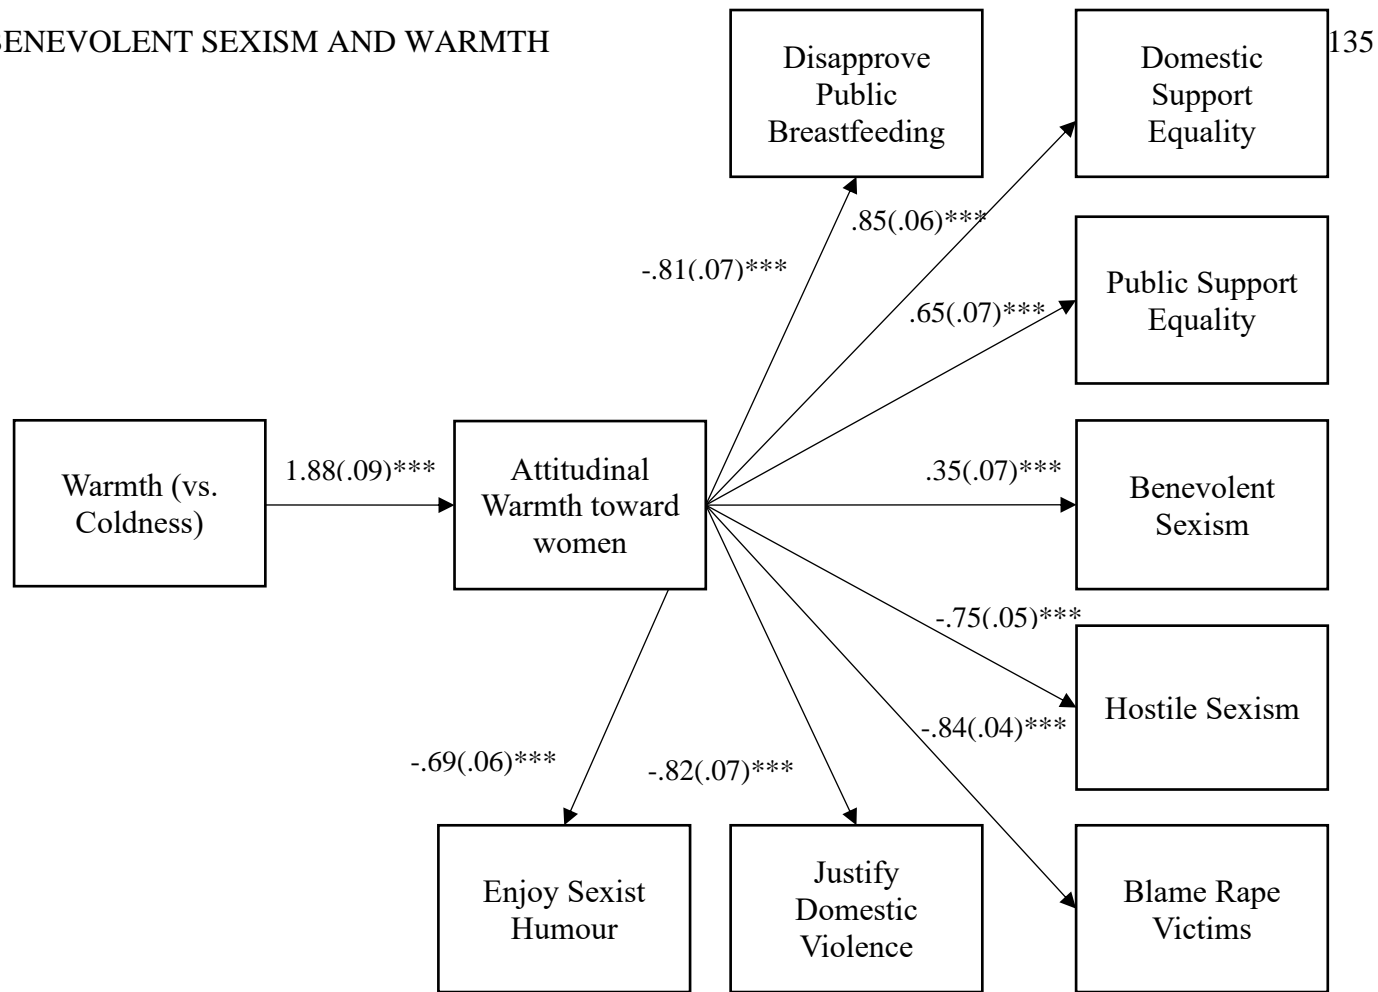 BENEVOLENT SEXISM AND WARMTH
135
Disapprove
Public
Breastfeeding
Domestic
Support
Equality
.85(.06)***
-.81(.07)***
Public Support
Equality
.65(.07)***
Warmth (vs.
Coldness)
1.88(.09)***
Attitudinal
Warmth toward
women
.35(.07)***
Benevolent
Sexism
-.75(.05)***
Hostile Sexism
-.84(.04)***
-.69(.06)***
-.82(.07)***
Enjoy Sexist
Humour
Justify
Domestic
Violence
Blame Rape
Victims